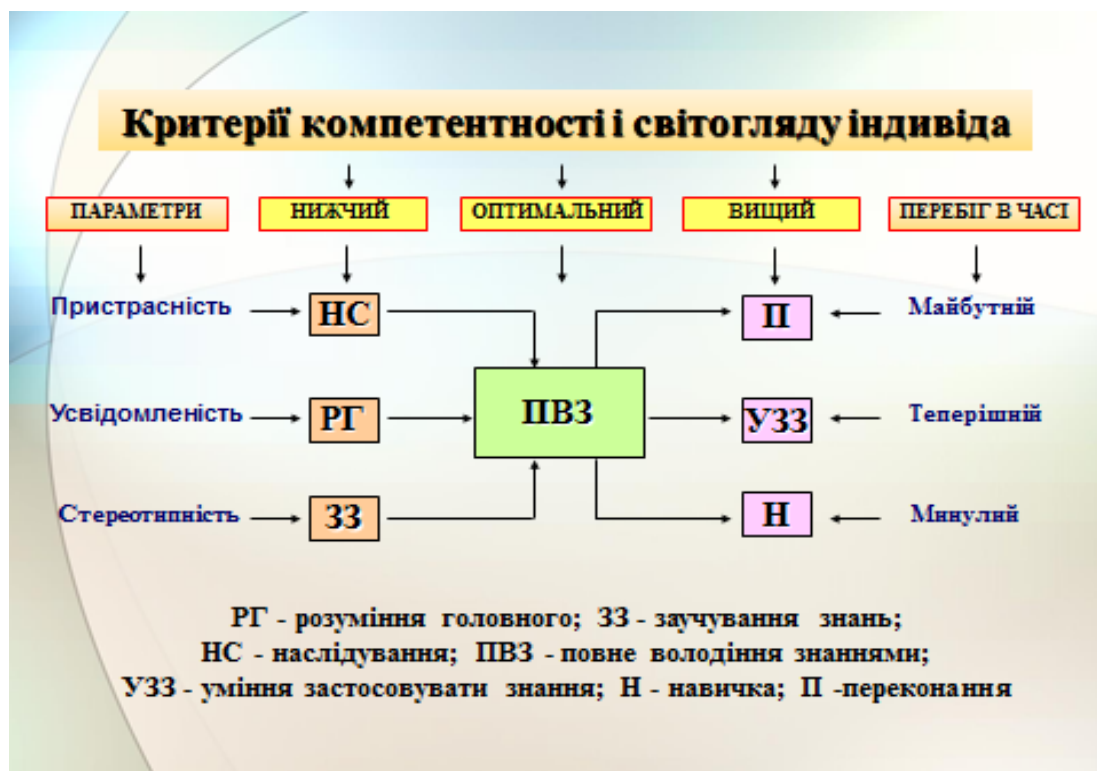 Критерії компетентності і світогляду індивіда
ПАРАМЕТРИ НИЖЧИЙ ОПТИМАЛЬНИЙ ВИЩИЙ ПЕРЕБІГ В ЧАСІ
Пристрасність НС П Майбутній
Усвідомленість РГ ПВЗ УЗЗ Теперішній
Стереотипність ЗЗ Н Минулий
РГ - розуміння головного; ЗЗ - заучування знань;
НС - наслідування; ПВЗ - повне володіння знаннями;
УЗЗ - уміння застосовувати знання; Н - навичка; П -переконання